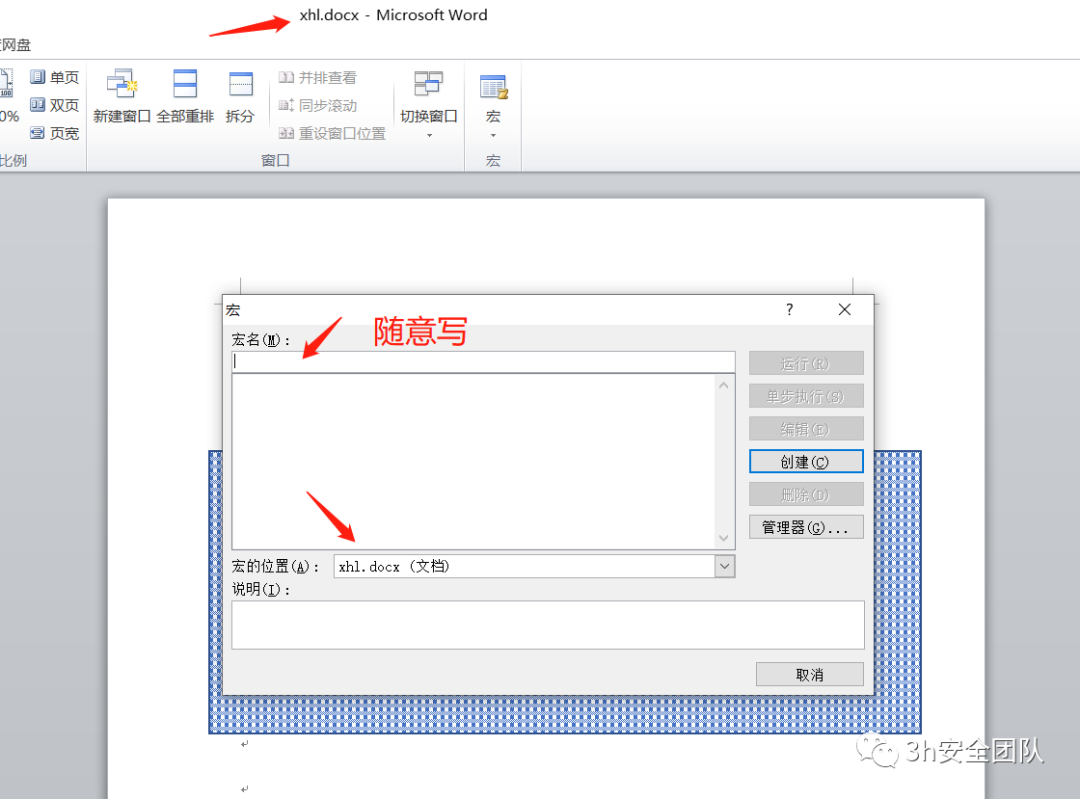 xhl.docx - Microsoft Word
网盘
单页
双页
页宽
100
0%
比例
新建窗口
全部重排
拆分
并排查看
同步滚动
重设窗口位置
切换窗口
窗口
宏
宏
宏
?
宏名(M):
随意写
运行(R)
单步执行(S)
编辑(E)
创建(C)
删除(D)
管理器(G)...
宏的位置(A):
xhl.docx (文档)
说明(I):
取消
3h安全团队